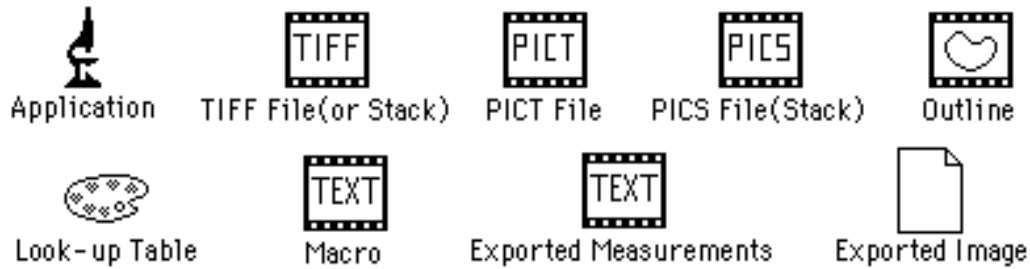 TIFF PICT PICS
Application TIFF File(or Stack) PICT File PICS File(Stack) Outline
TEXT TEXT
Look-up Table Macro Exported Measurements Exported Image